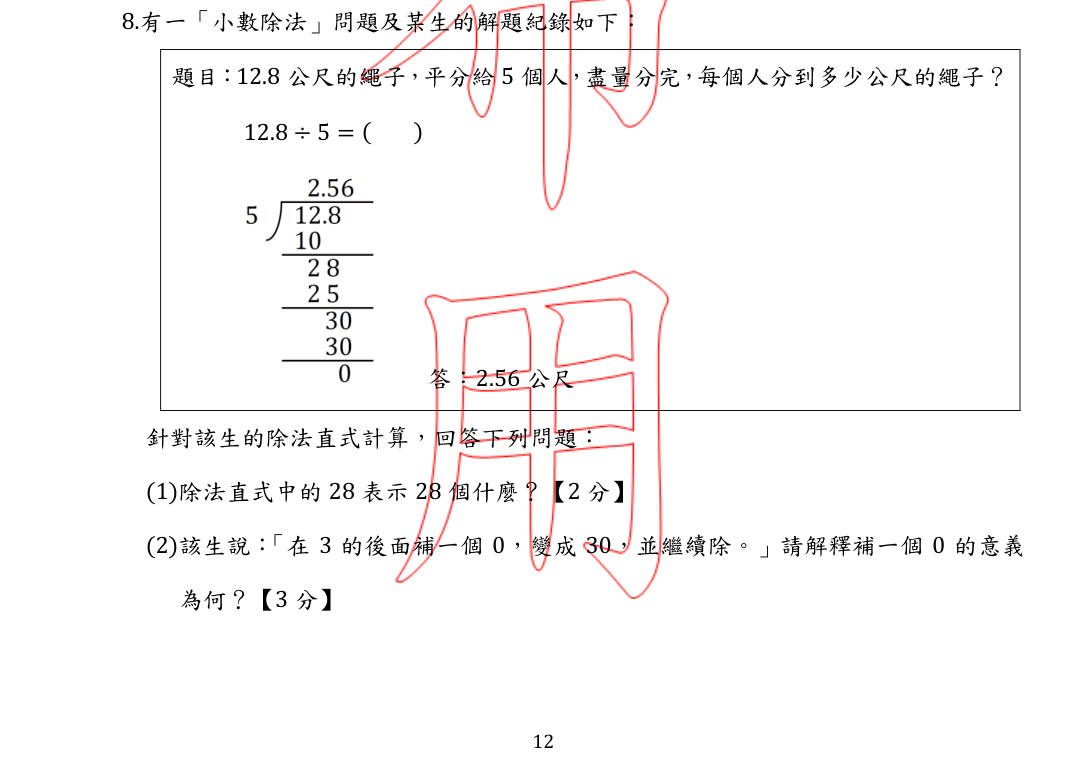 8.有一「小數除法」問題及某生的解題紀錄如下：
題目：12.8 公尺的繩子，平分給 5 個人，盡量分完，每個人分到多少公尺的繩子？
12.8 ÷ 5 = (　　)
2.56
5 12.8
10
2 8
2 5
30
30
0
答：2.56 公尺
針對該生的除法直式計算，回答下列問題：
(1)除法直式中的 28 表示 28 個什麼？【2 分】
(2)該生說：「在 3 的後面補一個 0，變成 30，並繼續除。」請解釋補一個 0 的意義
為何？【3 分】
用
12